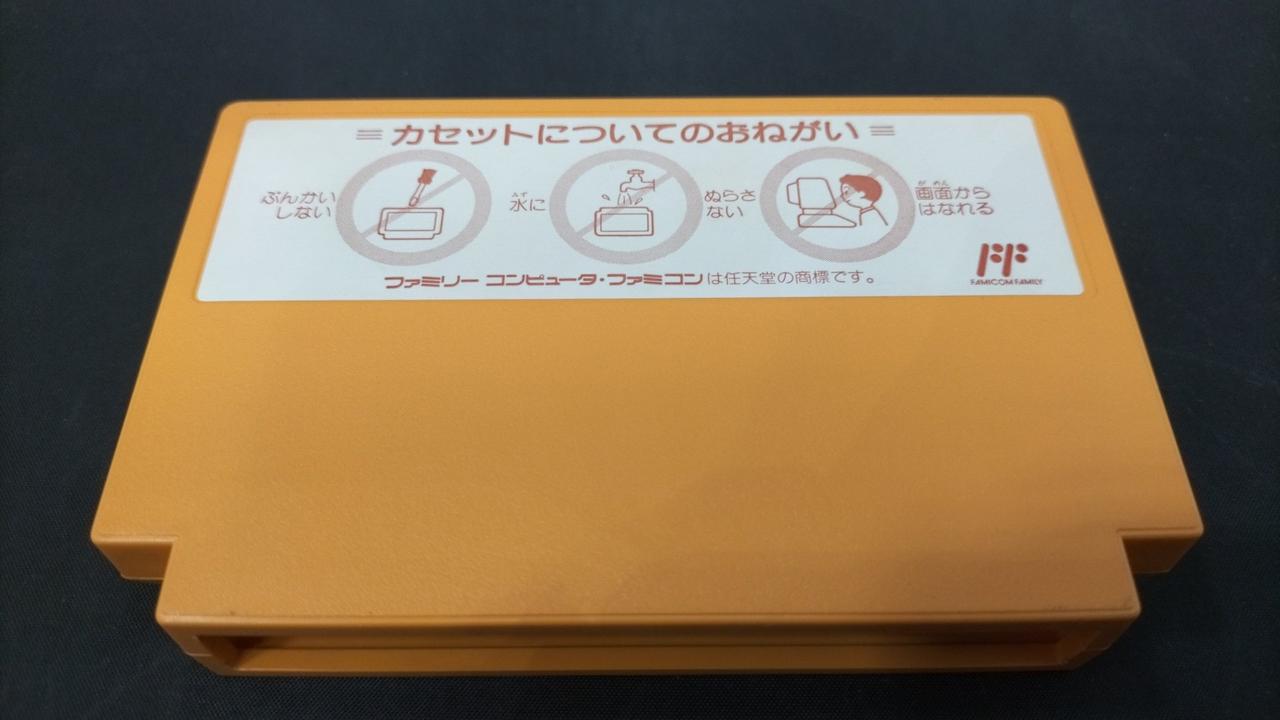 カセットについてのおねがい
ぶんかい
しない
みず
水に
ぬらさ
ない
が めん
画面から
はなれる
ファミリー コンピュータ・ファミコンは任天堂の商標です。
FF
FAMICOM FAMILY